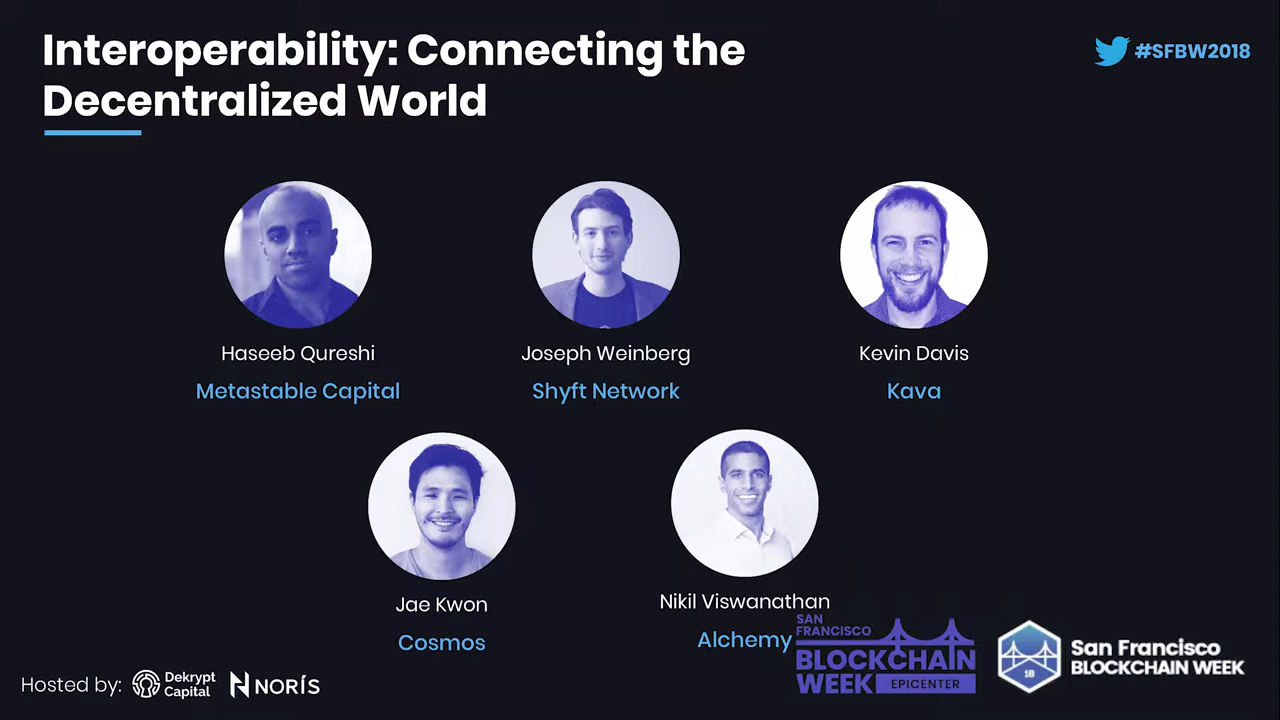 Interoperability: Connecting the
Decentralized World
#SFBW2018
Haseeb Qureshi
Metastable Capital
Joseph Weinberg
Shyft Network
Kevin Davis
Kava
Jae Kwon
Cosmos
Nikil Viswanathan
Alchemy
Hosted by:
Dekrypt
Capital
NORIS
SAN
FRANCISCO
BLOCKCHAIN
WEEK EPICENTER
18
San Francisco
BLOCKCHAIN WEEK